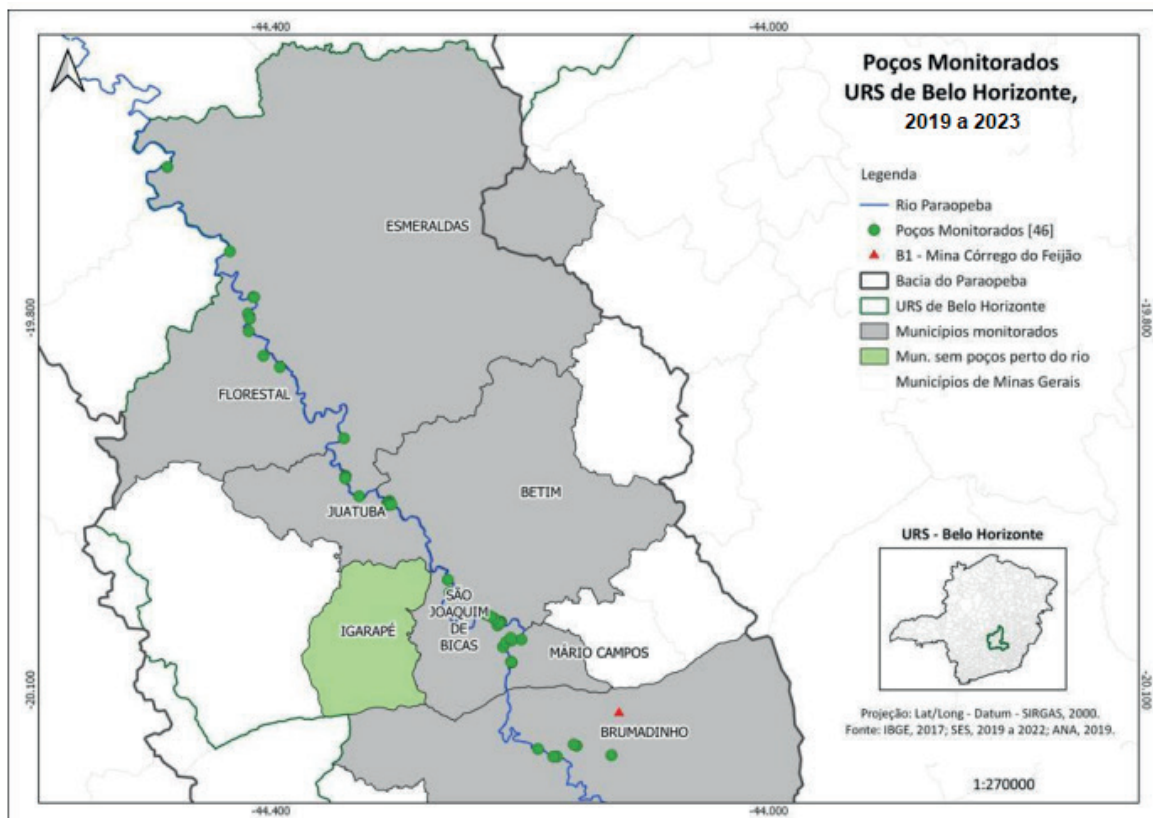 -44.400
-44.000
Poços Monitorados
URS de Belo Horizonte,
2019 a 2023
Legenda
Rio Paraopeba
Poços Monitorados [46]
B1 - Mina Córrego do Feijão
Bacia do Paraopeba
URS de Belo Horizonte
Municípios monitorados
Mun. sem poços perto do rio
Municípios de Minas Gerais
ESMERALDAS
-19.800
-19.800
FLORESTAL
BETIM
JUATUBA
URS - Belo Horizonte
SÃO
JOAQUIM
DE
BICAS
IGARAPÉ
MÁRIO CAMPOS
-20.100
-20.100
BRUMADINHO
Projeção: Lat/Long - Datum - SIRGAS, 2000.
Fonte: IBGE, 2017; SES, 2019 a 2022; ANA, 2019.
1:270000
-44.400
-44.000